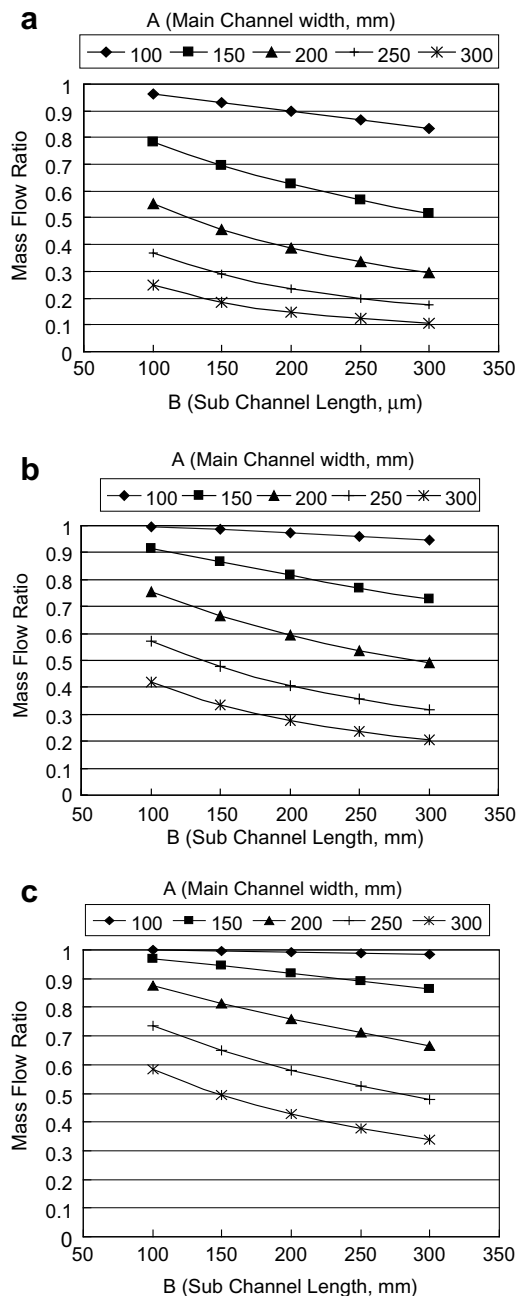 a
A (Main Channel width, mm)
100 150 200 250 300
1
0.9
0.8
0.7
0.6
0.5
0.4
0.3
0.2
0.1
0
Mass Flow Ratio
50 100 150 200 250 300 350
B (Sub Channel Length, μm)
b
A (Main Channel width, mm)
100 150 200 250 300
1
0.9
0.8
0.7
0.6
0.5
0.4
0.3
0.2
0.1
0
Mass Flow Ratio
50 100 150 200 250 300 350
B (Sub Channel Length, mm)
c
A (Main Channel width, mm)
100 150 200 250 300
1
0.9
0.8
0.7
0.6
0.5
0.4
0.3
0.2
0.1
0
Mass Flow Ratio
50 100 150 200 250 300 350
B (Sub Channel Length, mm)